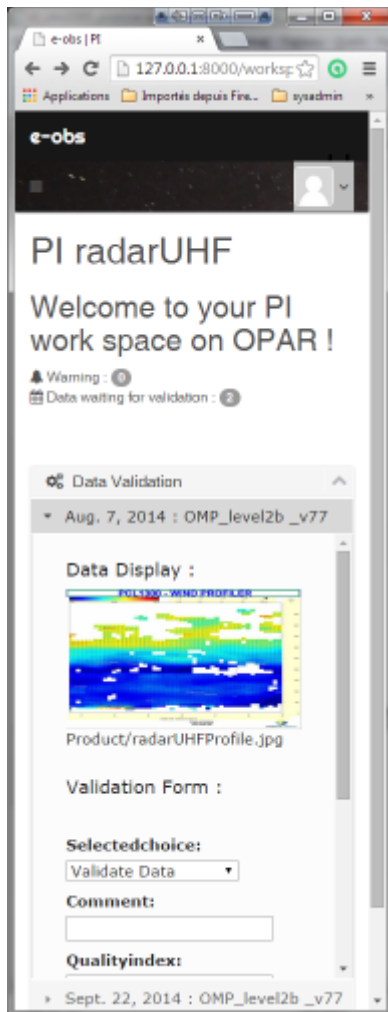 e-obs | PI
127.0.0.1:8000/worksp
Applications Importés depuis Fire... sysadmin »
e-obs
PI radarUHF
Welcome to your PI
work space on OPAR !
Warning : 0
Data waiting for validation : 2
Data Validation
Aug. 7, 2014 : OMP_level2b _v77
Data Display :
PCL1300 - WIND PROFILER
Product/radarUHFProfile.jpg
Validation Form :
Selectedchoice:
Validate Data
Comment:
Qualityindex:
Sept. 22, 2014 : OMP_level2b _v77